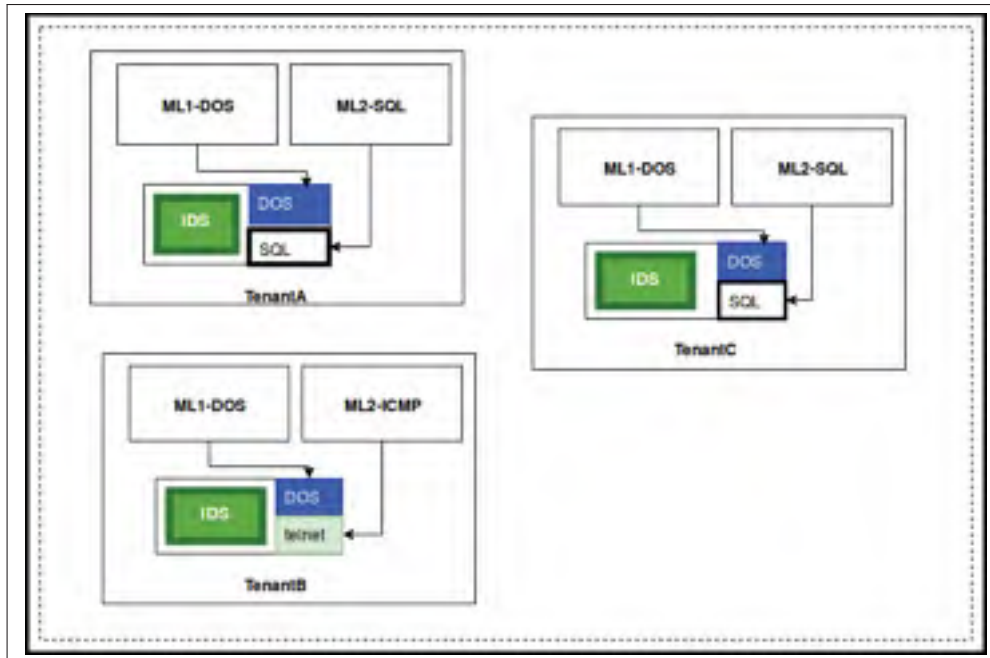 ML1-DOS
ML2-SQL
IDS
DOS
SQL
TenantA
ML1-DOS
ML2-SQL
IDS
DOS
SQL
TenantC
ML1-DOS
ML2-ICMP
IDS
DOS
telnet
TenantB